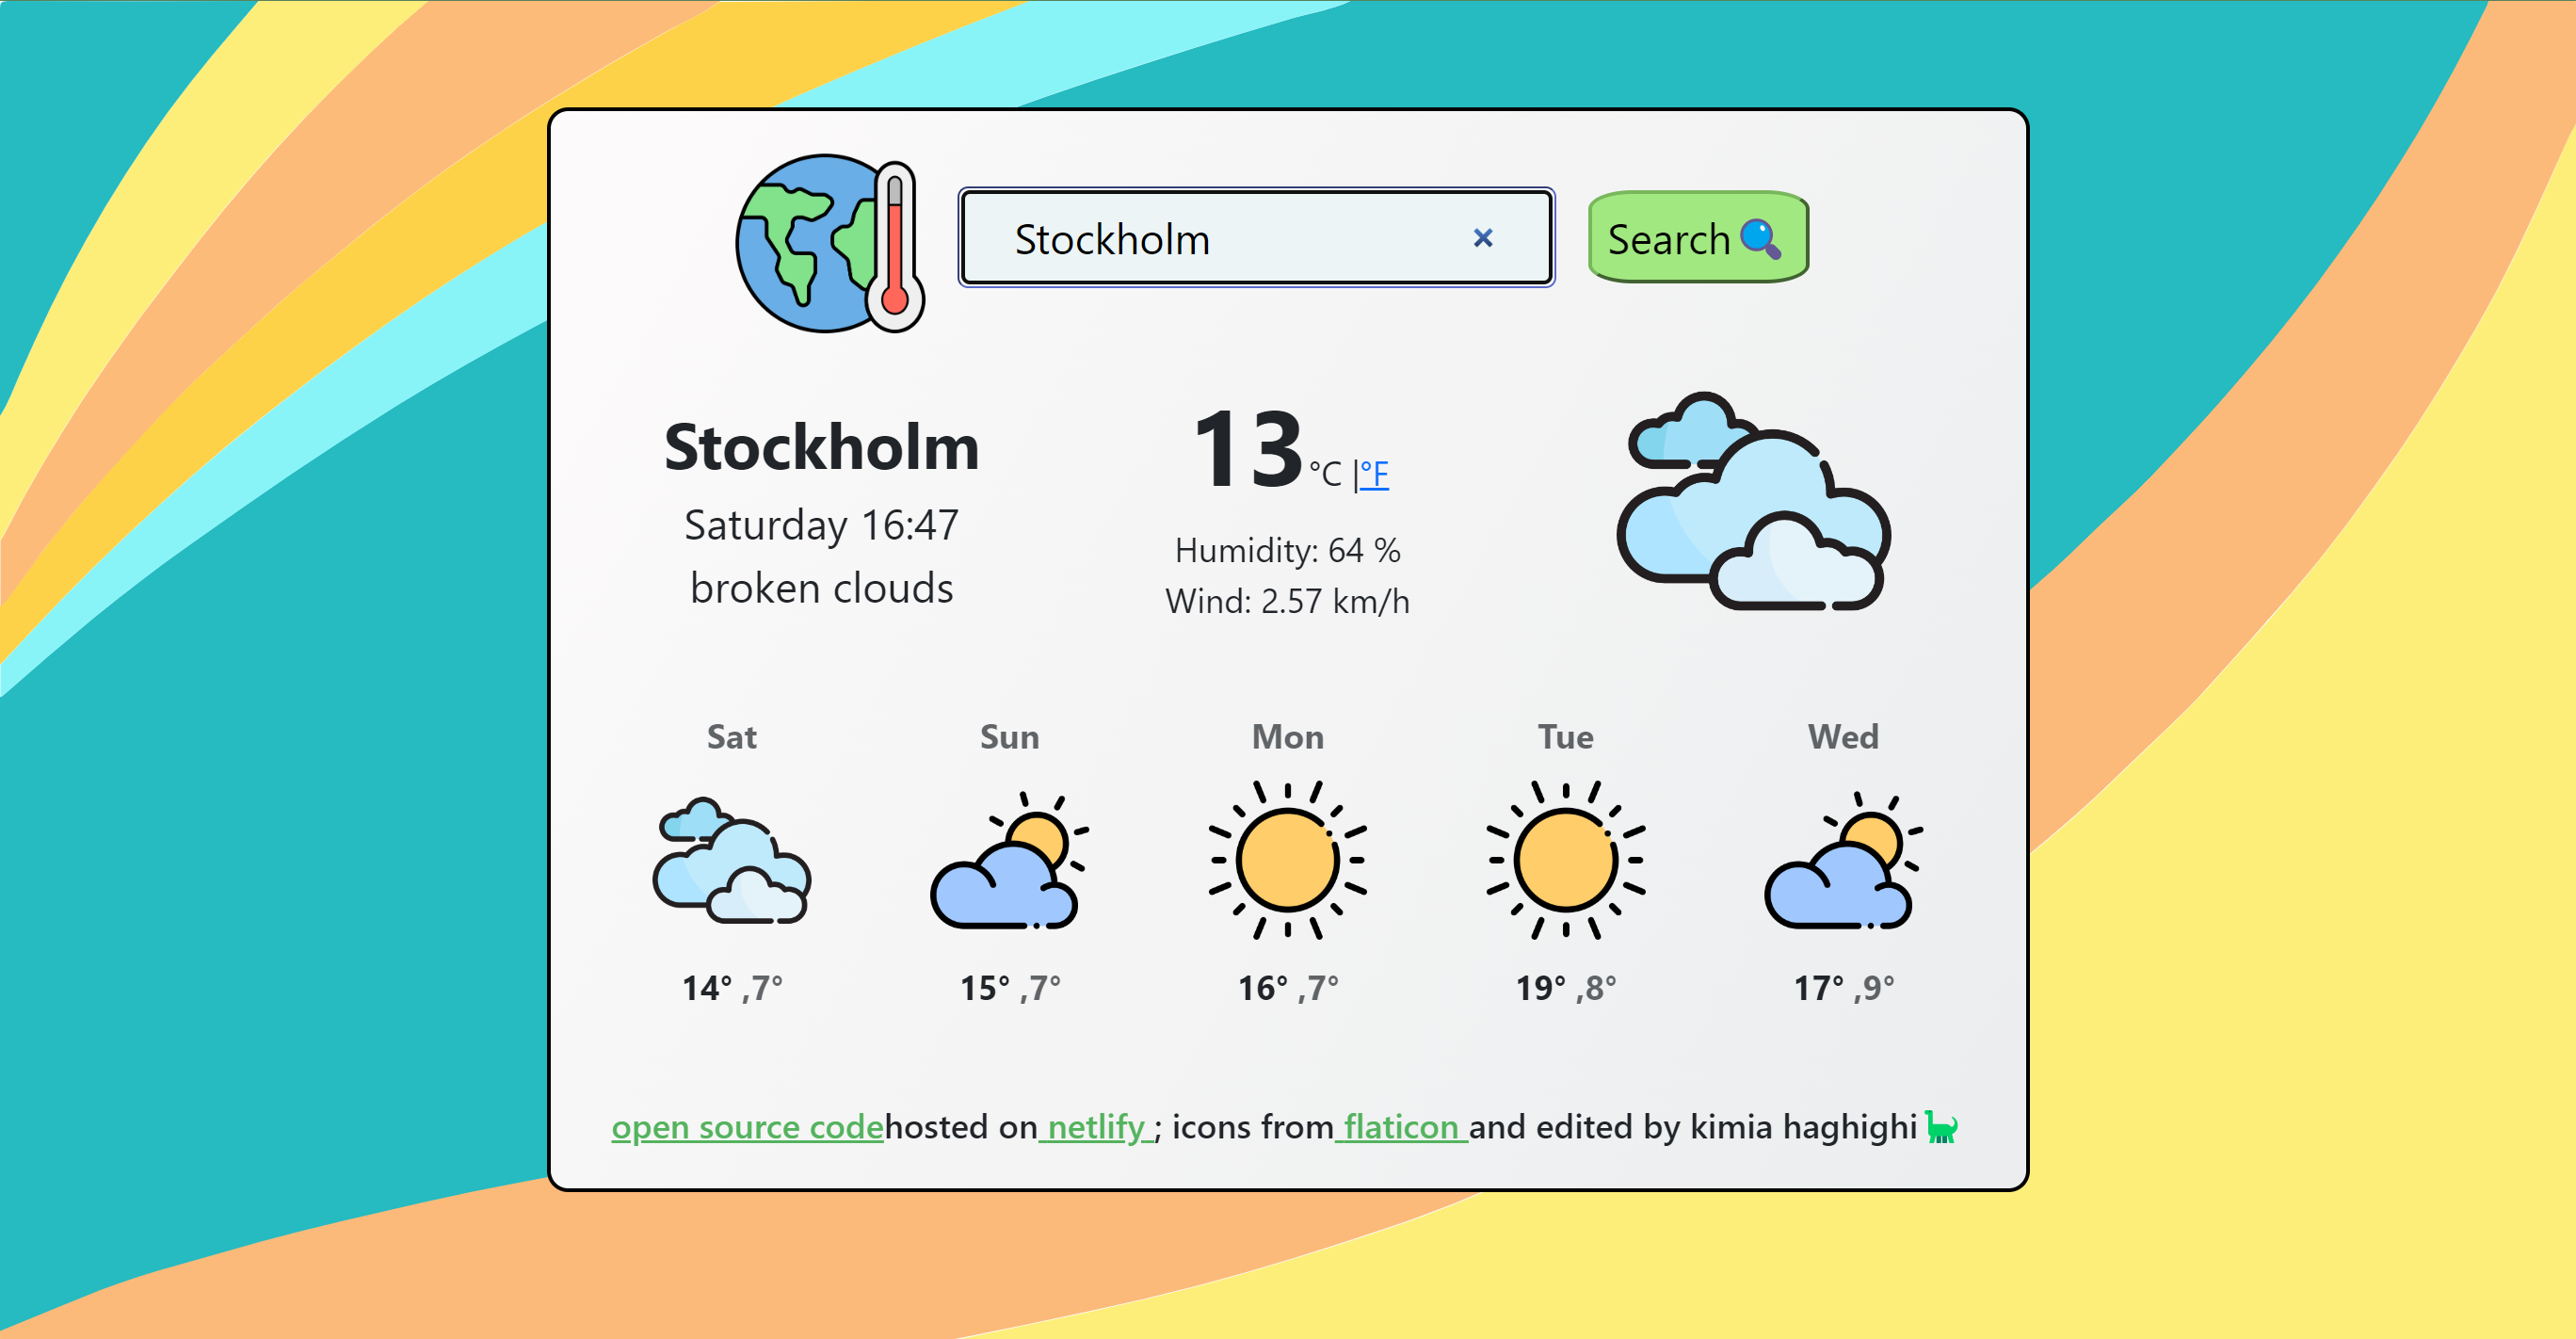 Stockholm × Search
Stockholm
Saturday 16:47
broken clouds
13 °C |°F
Humidity: 64 %
Wind: 2.57 km/h
Sat Sun Mon Tue Wed
14° ,7° 15° ,7° 16° ,7° 19° ,8° 17° ,9°
open source codehosted on netlify ; icons from flaticon and edited by kimia haghighi